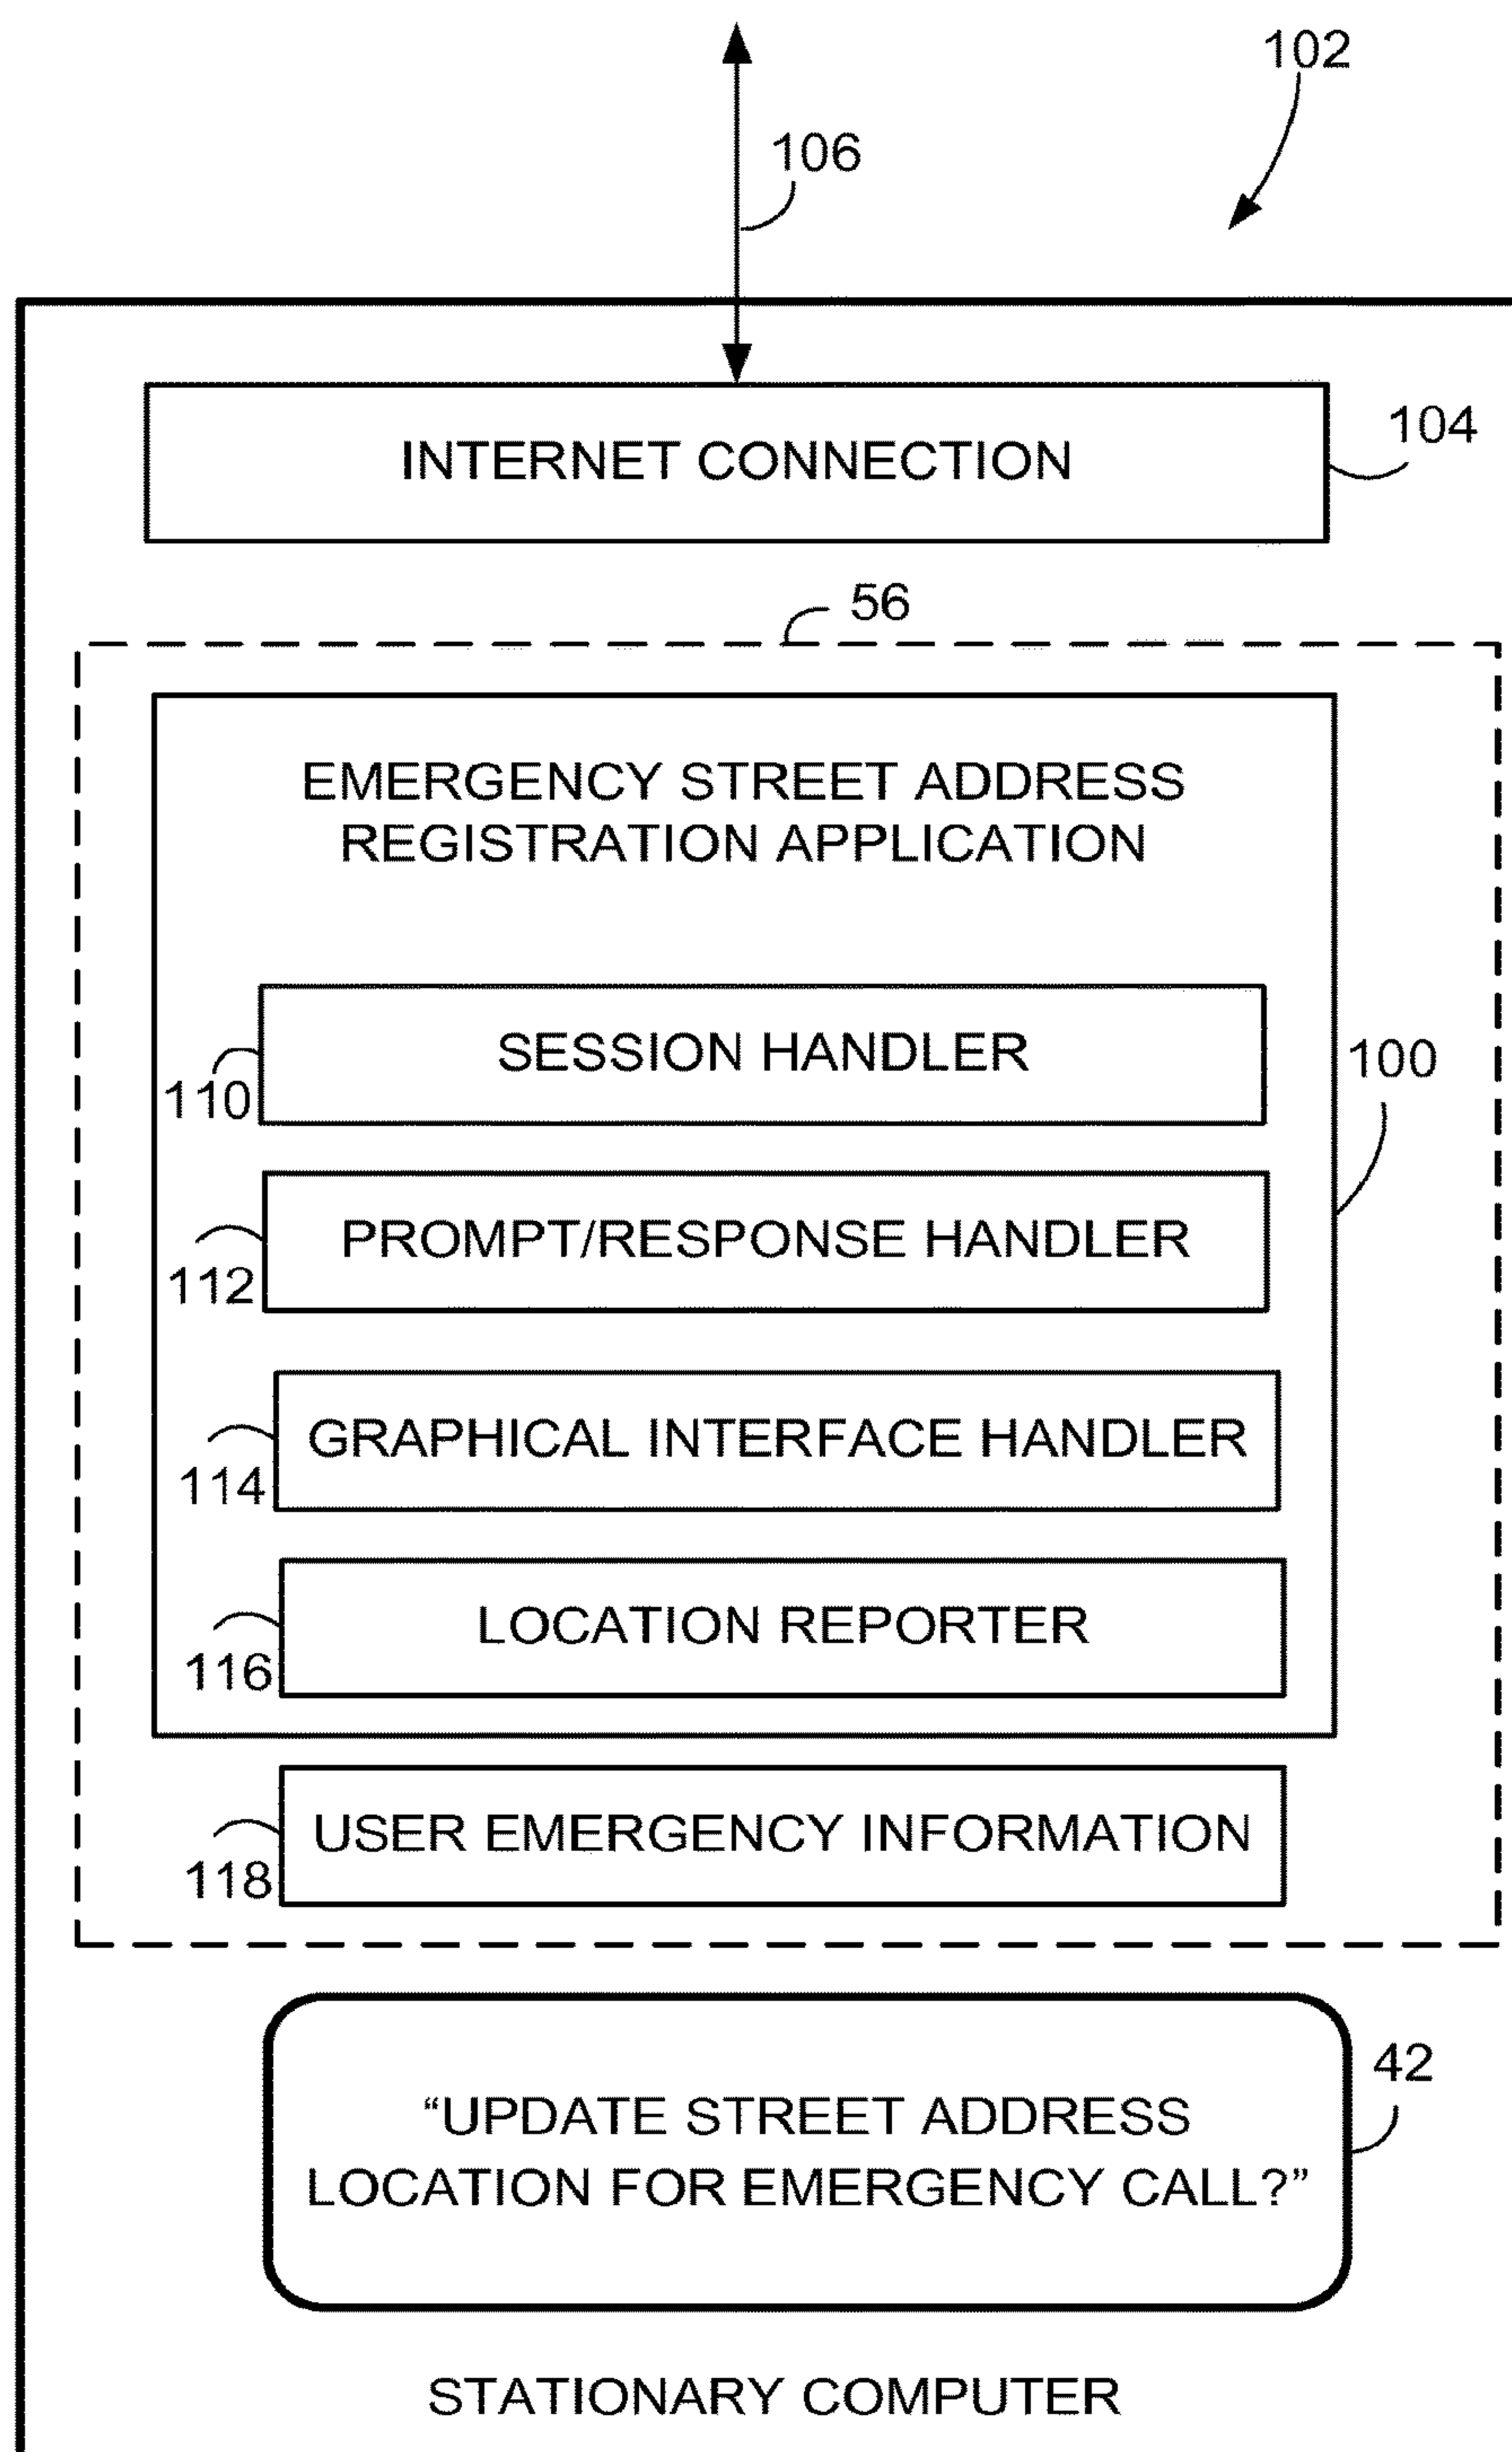 102
106
INTERNET CONNECTION
104
56
EMERGENCY STREET ADDRESS
REGISTRATION APPLICATION
SESSION HANDLER
110
100
PROMPT/RESPONSE HANDLER
112
GRAPHICAL INTERFACE HANDLER
114
LOCATION REPORTER
116
USER EMERGENCY INFORMATION
118
42
“UPDATE STREET ADDRESS
LOCATION FOR EMERGENCY CALL?”
STATIONARY COMPUTER